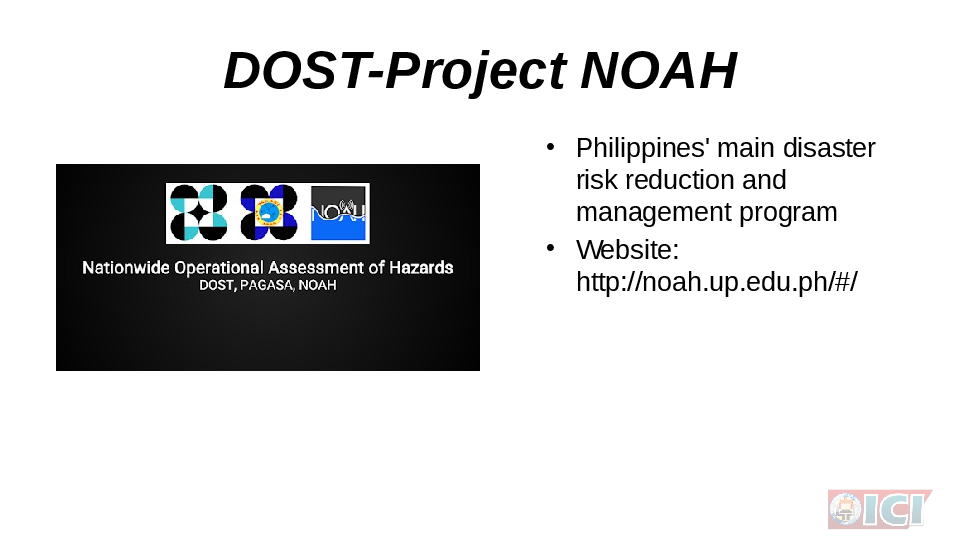 DOST-Project NOAH
NOAH
Nationwide Operational Assessment of Hazards
DOST, PAGASA, NOAH
• Philippines' main disaster
risk reduction and
management program
• Website:
http://noah.up.edu.ph/#/
ICI